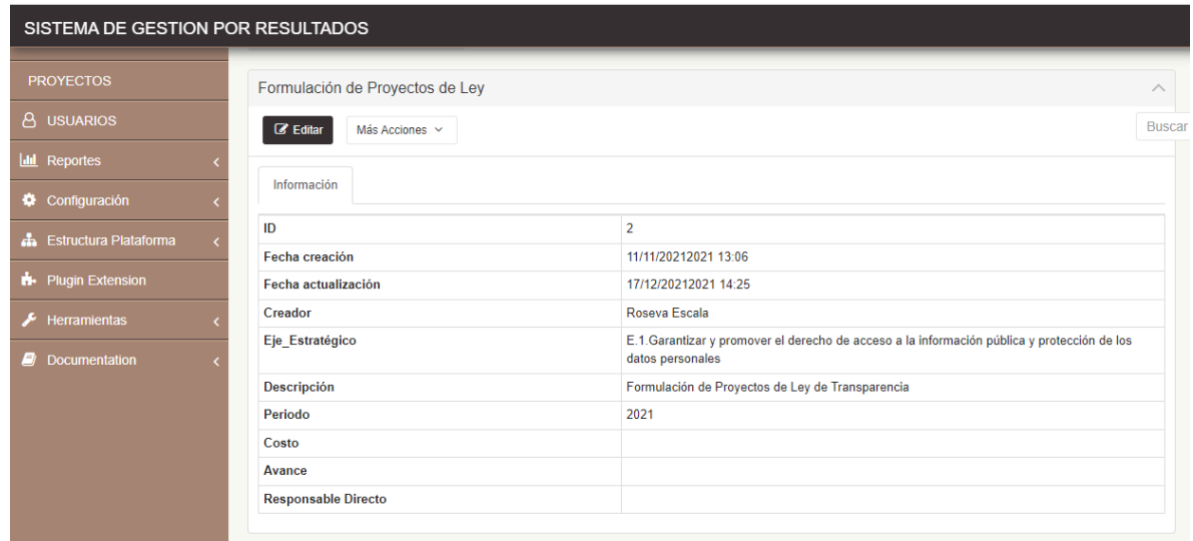 SISTEMA DE GESTION POR RESULTADOS
PROYECTOS
USUARIOS
Reportes
Configuración
Estructura Plataforma
Plugin Extension
Herramientas
Documentation
Formulación de Proyectos de Ley
Editar
Más Acciones
Buscar
Información
ID 2
Fecha creación 11/11/20212021 13:06
Fecha actualización 17/12/20212021 14:25
Creador Roseva Escala
Eje_Estratégico E.1.Garantizar y promover el derecho de acceso a la información pública y protección de los
datos personales
Descripción Formulación de Proyectos de Ley de Transparencia
Periodo 2021
Costo
Avance
Responsable Directo